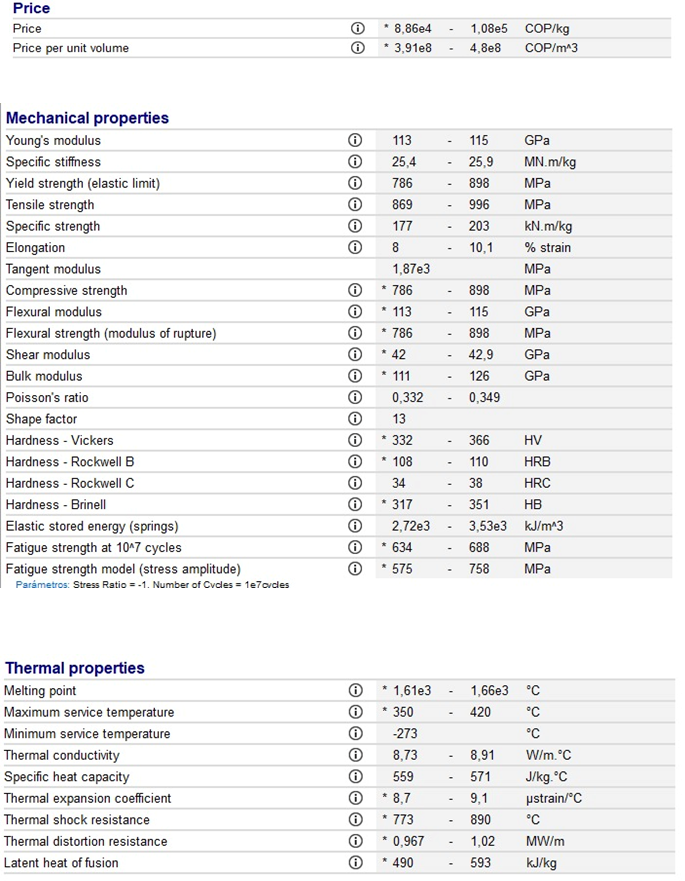 Price
Price * 8,86e4 - 1,08e5 COP/kg
Price per unit volume * 3,91e8 - 4,8e8 COP/m^3
Mechanical properties
Young's modulus 113 - 115 GPa
Specific stiffness 25,4 - 25,9 MN.m/kg
Yield strength (elastic limit) 786 - 898 MPa
Tensile strength 869 - 996 MPa
Specific strength 177 - 203 kN.m/kg
Elongation 8 - 10,1 % strain
Tangent modulus 1,87e3 MPa
Compressive strength * 786 - 898 MPa
Flexural modulus * 113 - 115 GPa
Flexural strength (modulus of rupture) * 786 - 898 MPa
Shear modulus * 42 - 42,9 GPa
Bulk modulus * 111 - 126 GPa
Poisson's ratio 0,332 - 0,349
Shape factor 13
Hardness - Vickers * 332 - 366 HV
Hardness - Rockwell B * 108 - 110 HRB
Hardness - Rockwell C 34 - 38 HRC
Hardness - Brinell * 317 - 351 HB
Elastic stored energy (springs) 2,72e3 - 3,53e3 kJ/m^3
Fatigue strength at 10^7 cycles * 634 - 688 MPa
Fatigue strength model (stress amplitude) * 575 - 758 MPa
Parámetros: Stress Ratio = -1, Number of Cycles = 1e7cycles
Thermal properties
Melting point * 1,61e3 - 1,66e3 °C
Maximum service temperature * 350 - 420 °C
Minimum service temperature -273 °C
Thermal conductivity 8,73 - 8,91 W/m.°C
Specific heat capacity 559 - 571 J/kg.°C
Thermal expansion coefficient * 8,7 - 9,1 µstrain/°C
Thermal shock resistance * 773 - 890 °C
Thermal distortion resistance * 0,967 - 1,02 MW/m
Latent heat of fusion * 490 - 593 kJ/kg